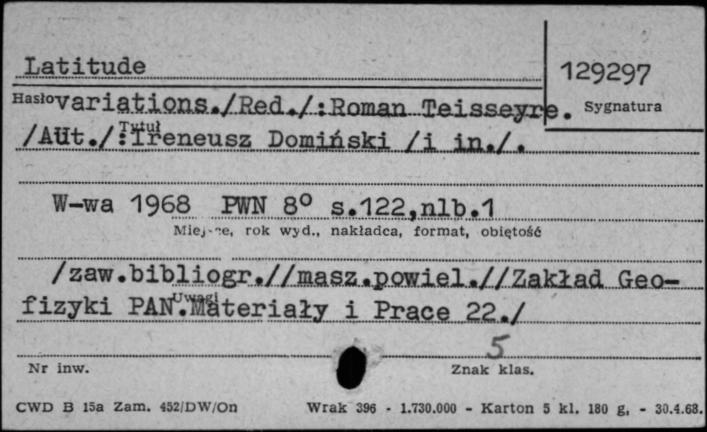 Latitude
129297
Hasło variations./Red./:Roman Teisseyre. Sygnatura
Tytuł
/Aut./:Ireneusz Domiński /i in./.
W-wa 1968 PWN 8° s.122,nlb.1
Miejsce, rok wyd., nakładca, format, objętość
/zaw.bibliogr.//masz.powiel.//Zakład Geo-
Uwagi
fizyki PAN.Materiały i Prace 22./
5
Nr inw. Znak klas.
CWD B 15a Zam. 452/DW/On Wrak 396 - 1.730.000 - Karton 5 kl. 180 g, - 30.4.68.